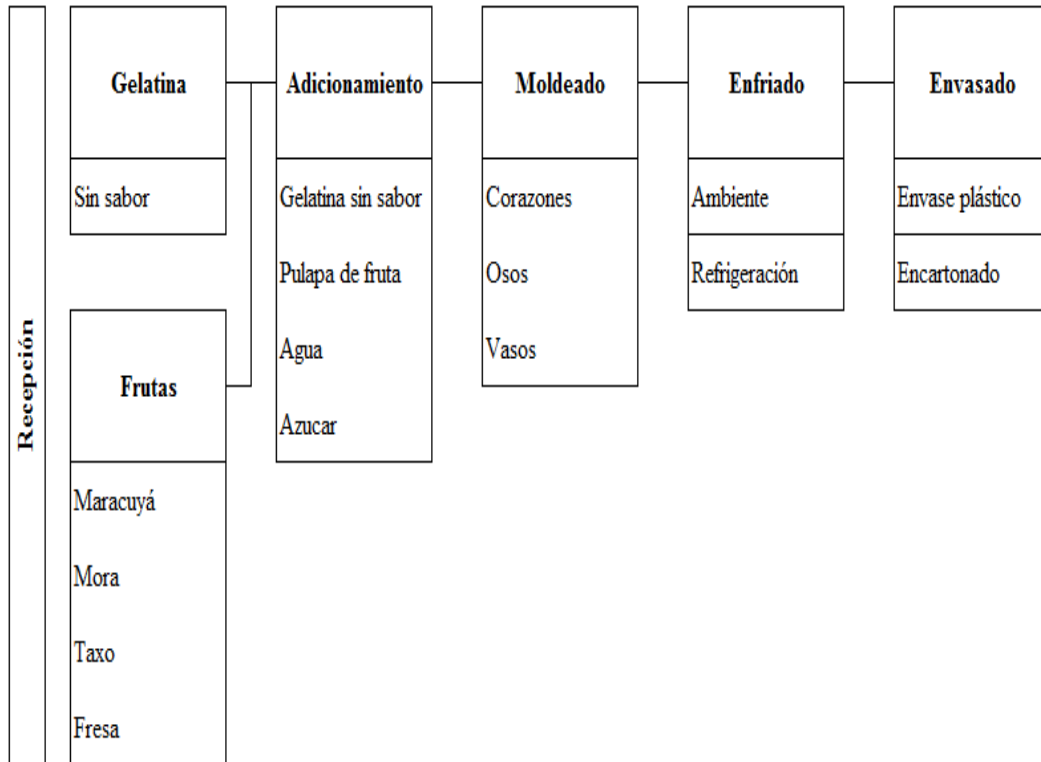 Recepción
Gelatina
Sin sabor
Frutas
Maracuyá
Mora
Taxo
Fresa
Adicionamiento
Gelatina sin sabor
Pulapa de fruta
Agua
Azucar
Moldeado
Corazones
Osos
Vasos
Enfriado
Ambiente
Refrigeración
Envasado
Envase plástico
Encartonado